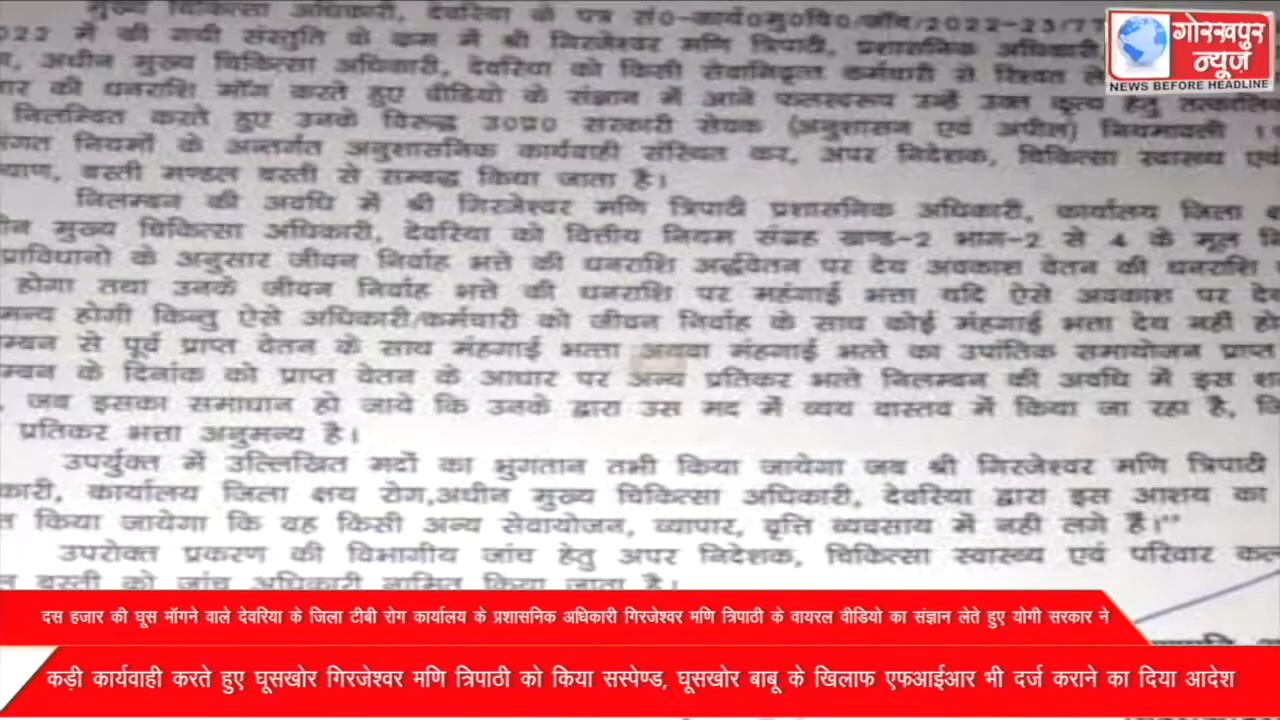 मुख्य चिकित्सा अधिकारी, देवरिया के पत्र सं0-कार्य0मु0चि0/जॉच/2022-23/77
022 में की गयी संस्तुति के क्रम में श्री गिरजेश्वर मणि त्रिपाठी, प्रशासनिक अधिकारी
अधीन मुख्य चिकित्सा अधिकारी, देवरिया को किसी सेवानिवृत्त कर्मचारी से रिश्वत
की धनराशि मॉग करते हुए वीडियो के संज्ञान में आने फलस्वरूप उन्हें उक्त कृत्य हेतु
निलम्बित करते हुए उनके विरूद्ध उ0प्र0 सरकारी सेवक (अनुशासन एवं अपील) नियमावली
संगत नियमों के अन्तर्गत अनुशासनिक कार्यवाही संस्थित कर, अपर निदेशक, चिकित्सा स्वास्थ्य एवं
याण, बस्ती मण्डल बस्ती से सम्बद्ध किया जाता है।
निलम्बन की अवधि में श्री गिरजेश्वर मणि त्रिपाठी प्रशासनिक अधिकारी, कार्यालय जिला
मुख्य चिकित्सा अधिकारी, देवरिया को वित्तीय नियम संग्रह खण्ड-2 भाग-2 से 4 के मूल
प्राविधानो के अनुसार जीवन निर्वाह भत्ते की धनराशि अर्द्धवेतन पर देय अवकाश वेतन की धनराशि
होगा तथा उनके जीवन निर्वाह भत्ते की धनराशि पर महंगाई भत्ता यदि ऐसे अवकाश पर देय
मन्य होगी किन्तु ऐसे अधिकारी/कर्मचारी को जीवन निर्वाह के साथ कोई मंहगाई भत्ता देय नहीं हो
म्बन से पूर्व प्राप्त वेतन के साथ मंहगाई भत्ता अथवा मंहगाई भत्ते का उपांतिक समायोजन प्राप्त
म्बन के दिनांक को प्राप्त वेतन के आधार पर अन्य प्रतिकर भत्ते निलम्बन की अवधि में इस
जब इसका समाधान हो जाये कि उनके द्वारा उस मद में व्यय वास्तव में किया जा रहा है,
प्रतिकर भत्ता अनुमन्य है।
उपर्युक्त में उल्लिखित मदों का भुगतान तभी किया जायेगा जब श्री गिरजेश्वर मणि त्रिपाठी
कारी, कार्यालय जिला क्षय रोग,अधीन मुख्य चिकित्सा अधिकारी, देवरिया द्वारा इस आशय का
त किया जायेगा कि वह किसी अन्य सेवायोजन, व्यापार, वृत्ति व्यवसाय में नही लगे है।"
उपरोक्त प्रकरण की विभागीय जांच हेतु अपर निदेशक, चिकित्सा स्वास्थ्य एवं परिवार कल
बस्ती को जांच अधिकारी नामित किया जाता है।
गोरखपुर
न्यूज़
NEWS BEFORE HEADLINE
दस हजार की घूस मॉगने वाले देवरिया के जिला टीबी रोग कार्यालय के प्रशासनिक अधिकारी गिरजेश्वर मणि त्रिपाठी के वायरल वीडियो का संज्ञान लेते हुए योगी सरकार ने
कड़ी कार्यवाही करते हुए घूसखोर गिरजेश्वर मणि त्रिपाठी को किया सस्पेण्ड, घूसखोर बाबू के खिलाफ एफआईआर भी दर्ज कराने का दिया आदेश